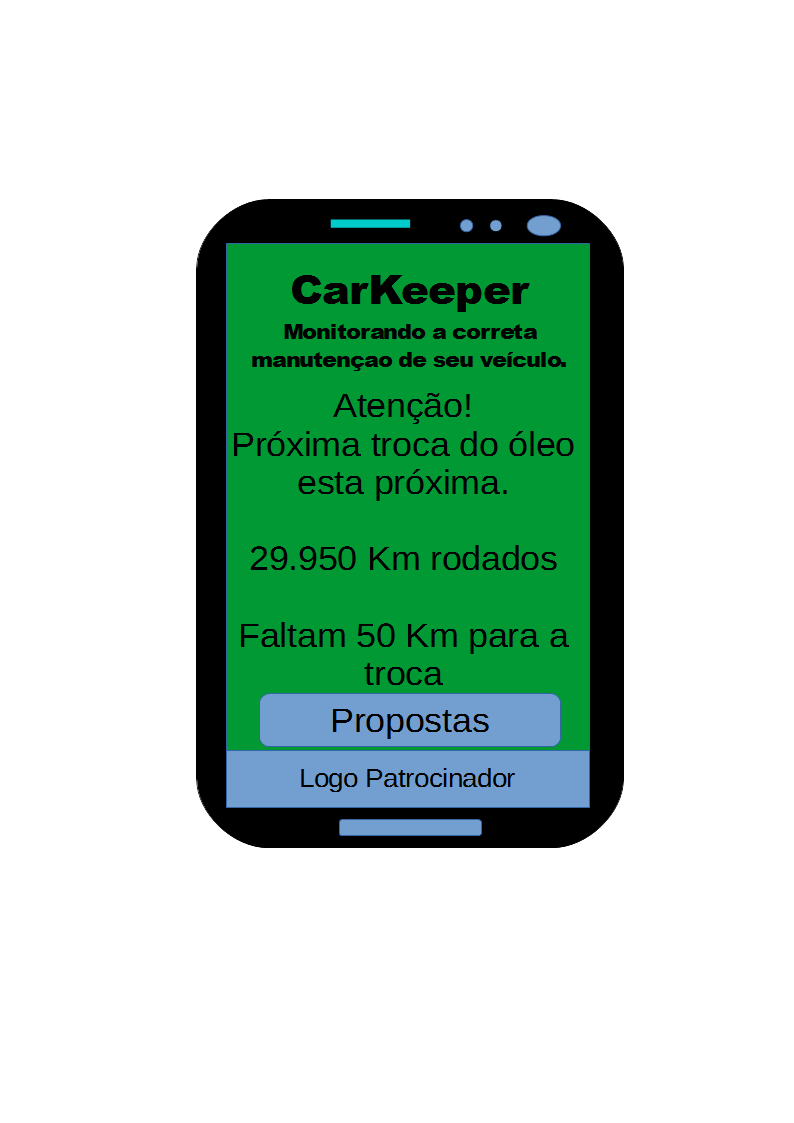 CarKeeper
Monitorando a correta
manutençao de seu veículo.
Atenção!
Próxima troca do óleo
esta próxima.
29.950 Km rodados
Faltam 50 Km para a
troca
Propostas
Logo Patrocinador